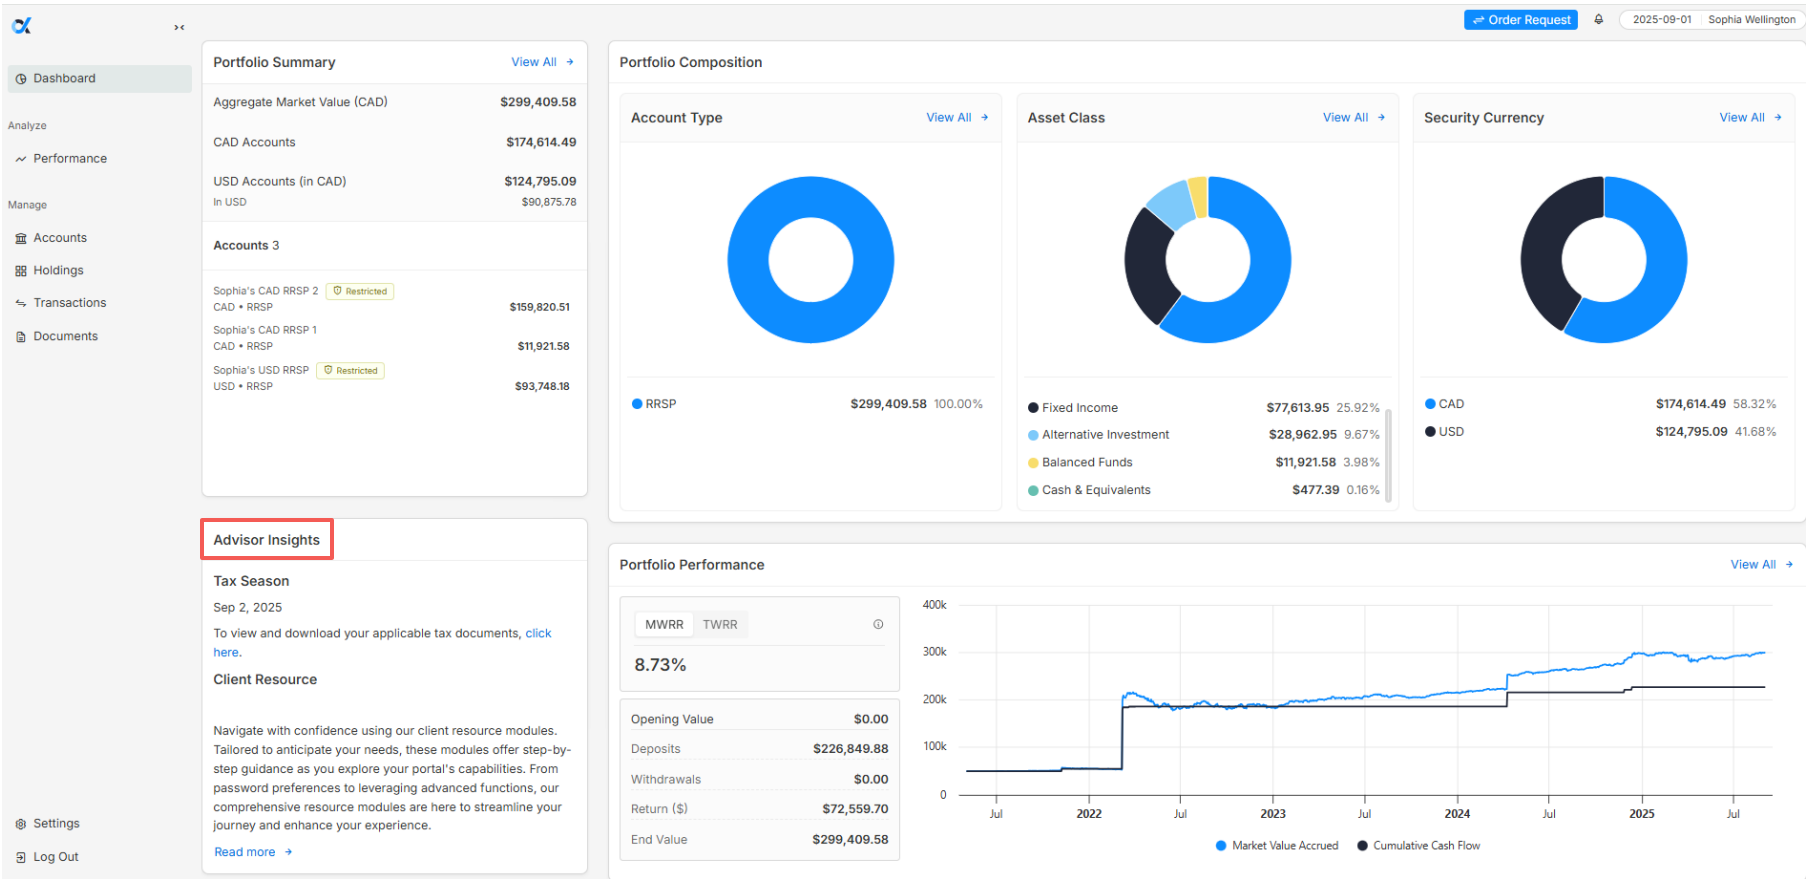 Order Request
2025-09-01 Sophia Wellington
Dashboard
Analyze
Performance
Manage
Accounts
Holdings
Transactions
Documents
Settings
Log Out
Portfolio Summary View All
Aggregate Market Value (CAD) $299,409.58
CAD Accounts $174,614.49
USD Accounts (in CAD) $124,795.09
In USD $90,875.78
Accounts 3
Sophia's CAD RRSP 2 Restricted
CAD • RRSP $159,820.51
Sophia's CAD RRSP 1
CAD • RRSP $11,921.58
Sophia's USD RRSP Restricted
USD • RRSP $93,748.18
Advisor Insights
Tax Season
Sep 2, 2025
To view and download your applicable tax documents, click
here.
Client Resource
Navigate with confidence using our client resource modules.
Tailored to anticipate your needs, these modules offer step-by-
step guidance as you explore your portal's capabilities. From
password preferences to leveraging advanced functions, our
comprehensive resource modules are here to streamline your
journey and enhance your experience.
Read more
Portfolio Composition
Account Type View All
RRSP $299,409.58 100.00%
Asset Class View All
Fixed Income $77,613.95 25.92%
Alternative Investment $28,962.95 9.67%
Balanced Funds $11,921.58 3.98%
Cash & Equivalents $477.39 0.16%
Security Currency View All
CAD $174,614.49 58.32%
USD $124,795.09 41.68%
Portfolio Performance View All
MWRR TWRR
8.73%
Opening Value $0.00
Deposits $226,849.88
Withdrawals $0.00
Return ($) $72,559.70
End Value $299,409.58
400k
300k
200k
100k
0
Jul 2022 Jul 2023 Jul 2024 Jul 2025 Jul
Market Value Accrued Cumulative Cash Flow